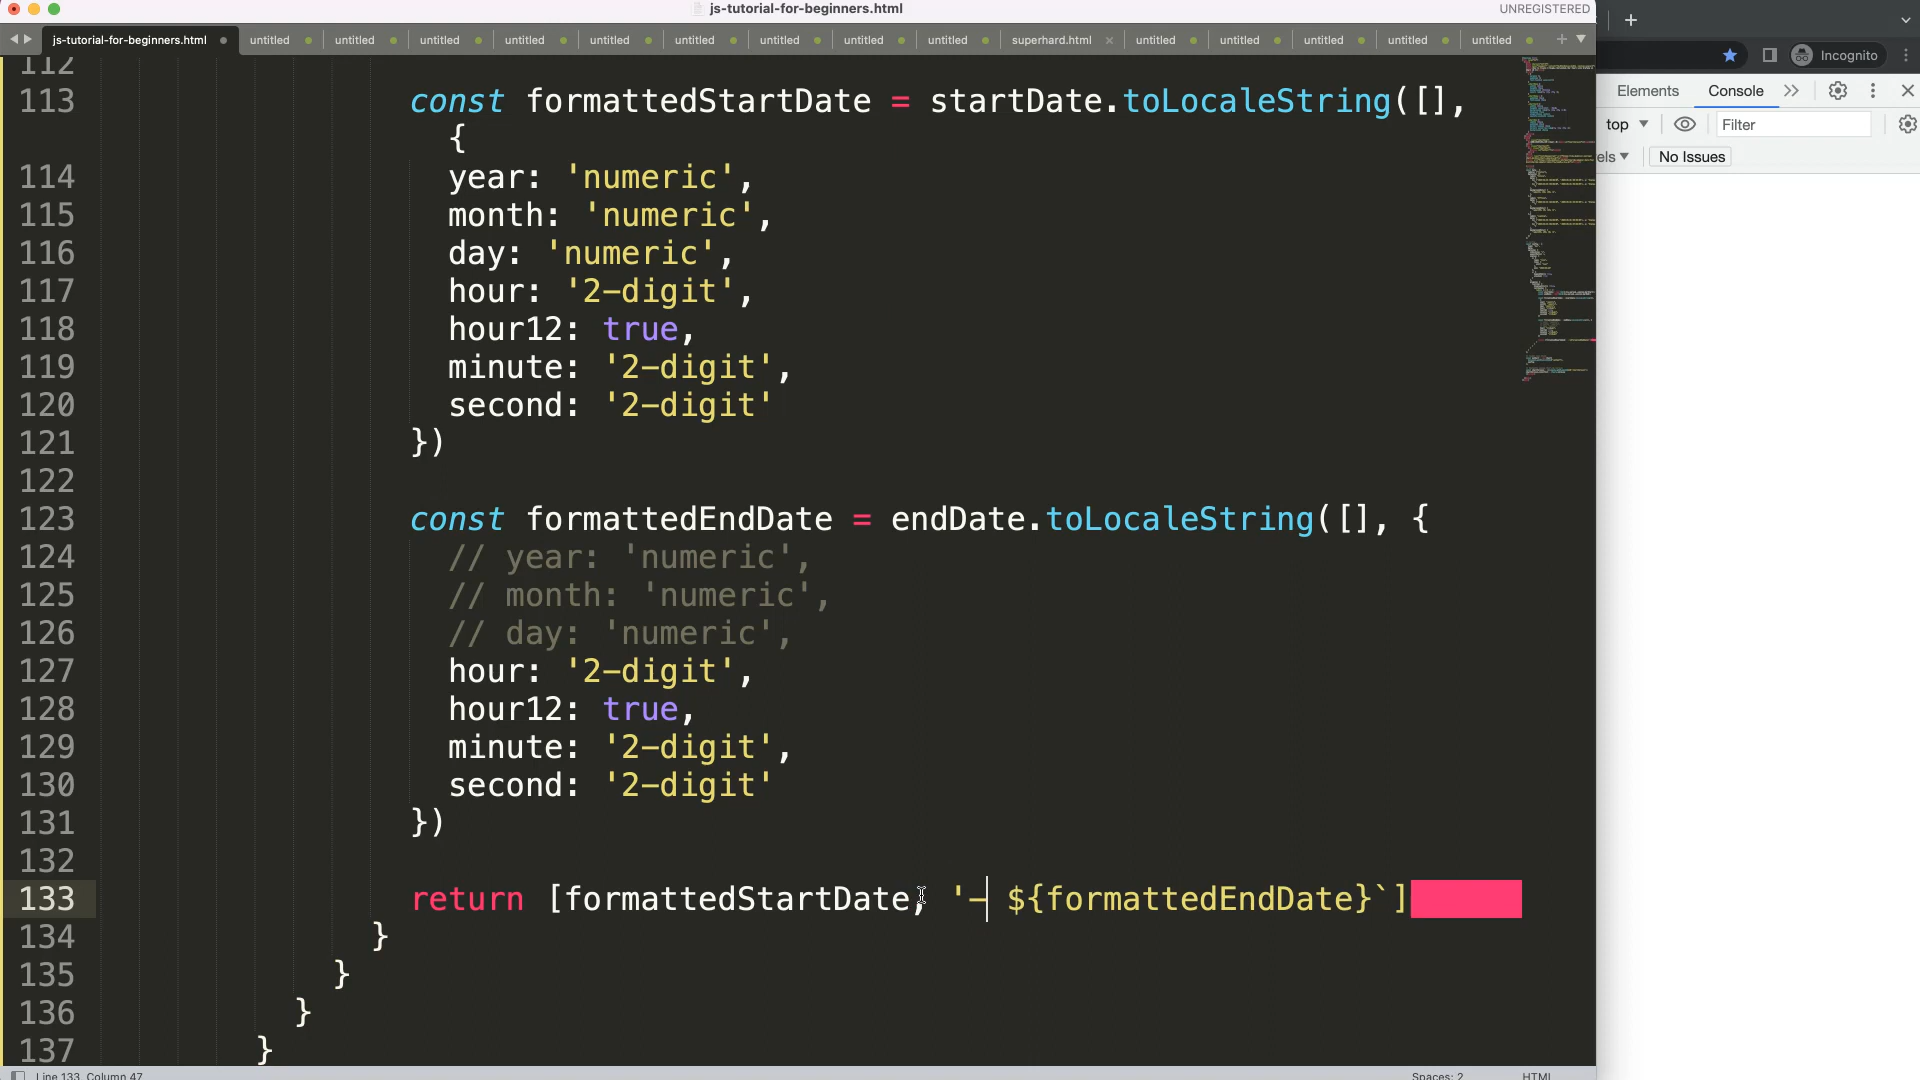 js-tutorial-for-beginners.html
UNREGISTERED
js-tutorial-for-beginners.html untitled untitled untitled untitled untitled untitled untitled untitled untitled superhard.html untitled untitled untitled untitled untitled
Incognito
Elements Console
top Filter
els No Issues
112
113 const formattedStartDate = startDate.toLocaleString([],
{
114 year: 'numeric',
115 month: 'numeric',
116 day: 'numeric',
117 hour: '2-digit',
118 hour12: true,
119 minute: '2-digit',
120 second: '2-digit'
121 })
122
123 const formattedEndDate = endDate.toLocaleString([], {
124 // year: 'numeric',
125 // month: 'numeric',
126 // day: 'numeric',
127 hour: '2-digit',
128 hour12: true,
129 minute: '2-digit',
130 second: '2-digit'
131 })
132
133 return [formattedStartDate, '- ${formattedEndDate}`]
134 }
135 }
136 }
137 }
Line 133, Column 47 Spaces: 2 HTML